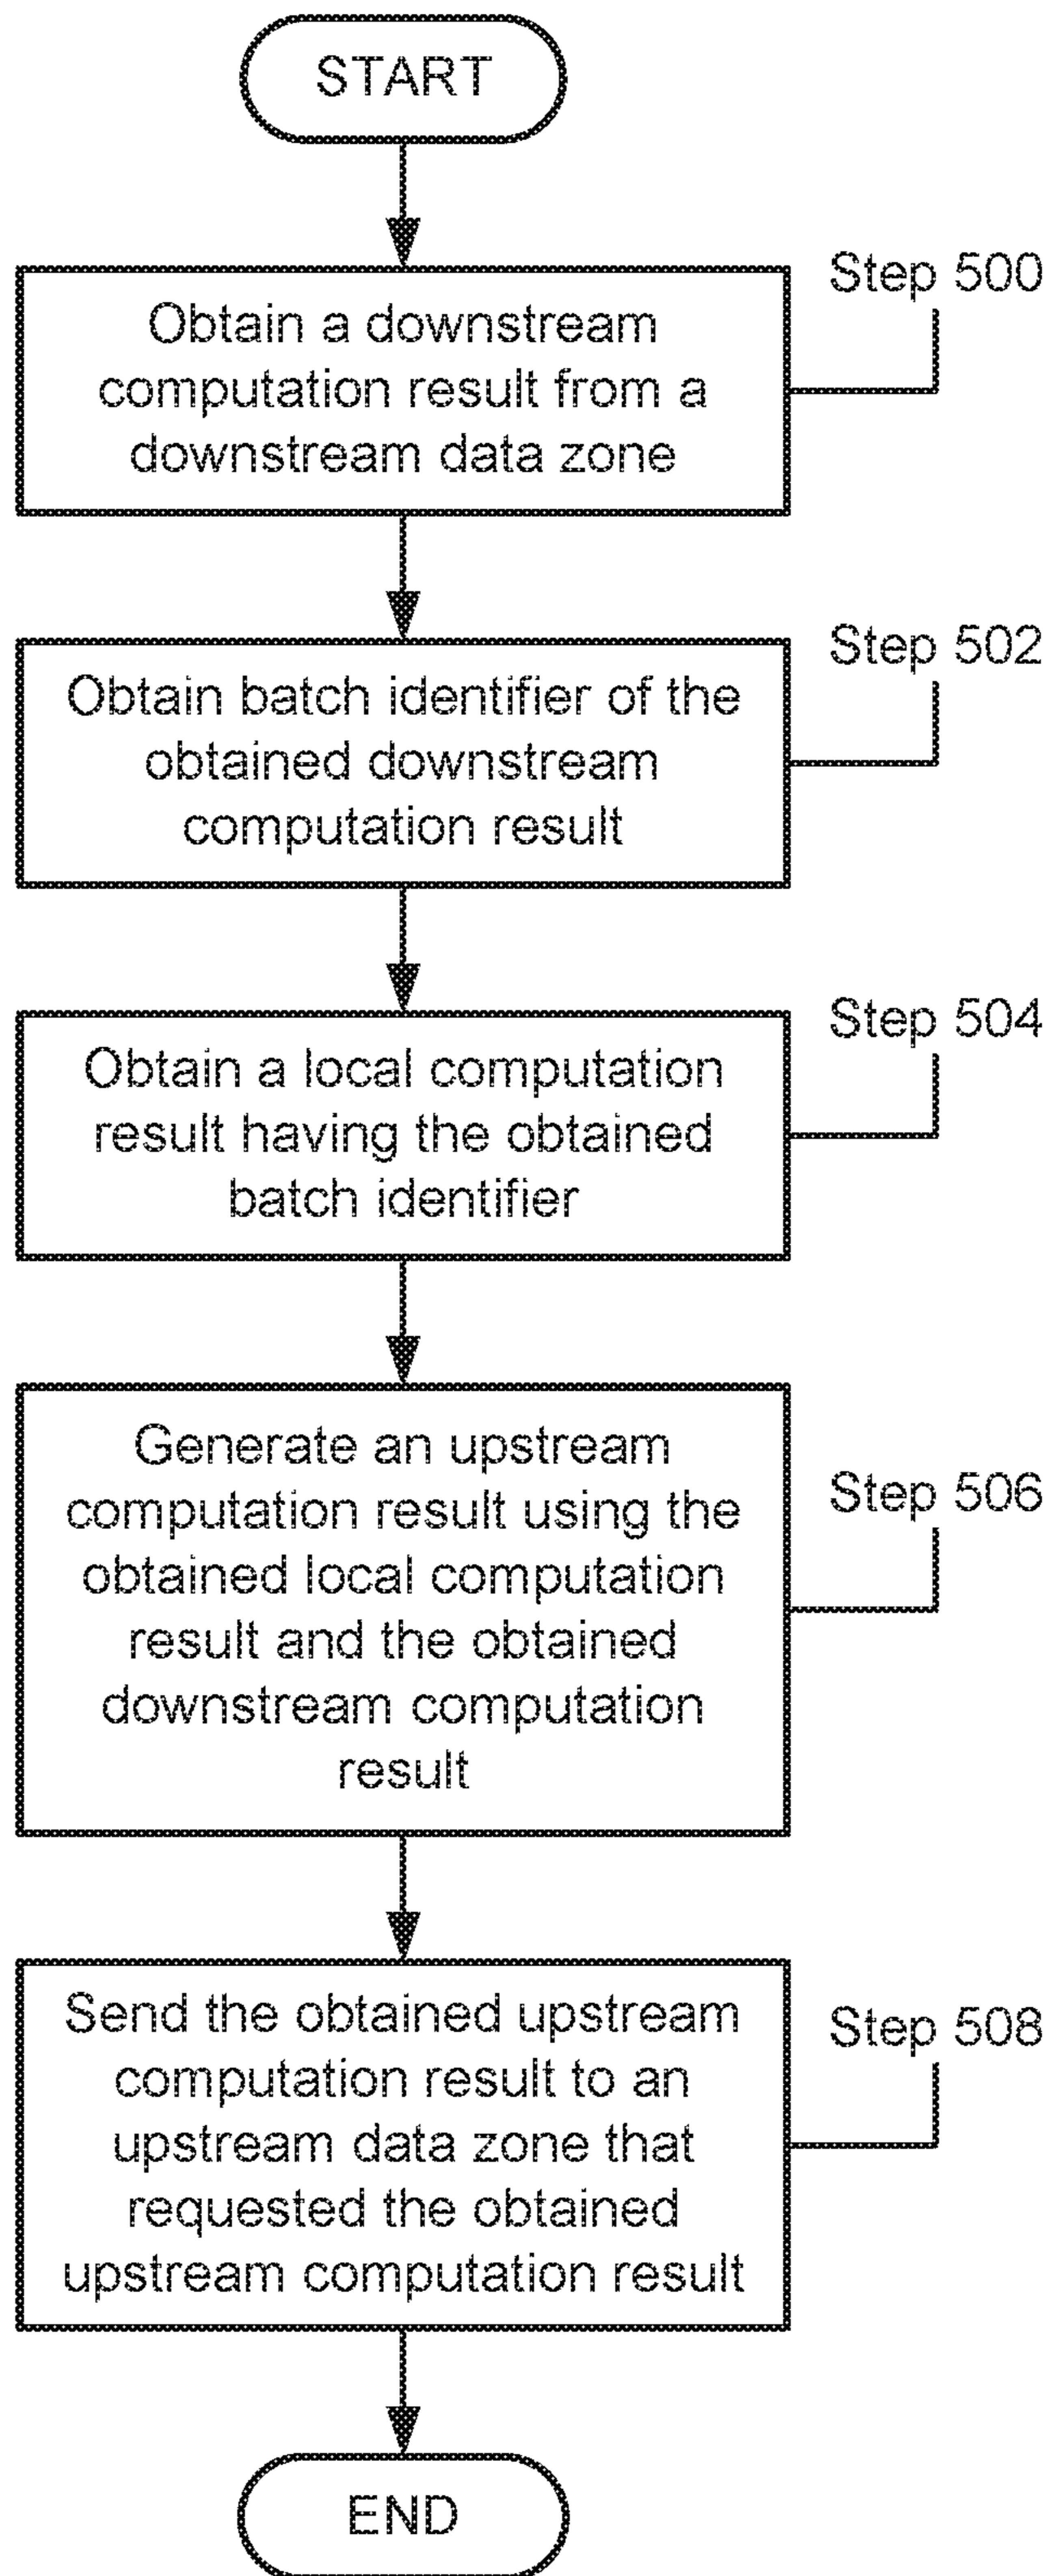 START
Step 500
Obtain a downstream
computation result from a
downstream data zone
Step 502
Obtain batch identifier of the
obtained downstream
computation result
Step 504
Obtain a local computation
result having the obtained
batch identifier
Step 506
Generate an upstream
computation result using the
obtained local computation
result and the obtained
downstream computation
result
Step 508
Send the obtained upstream
computation result to an
upstream data zone that
requested the obtained
upstream computation result
END